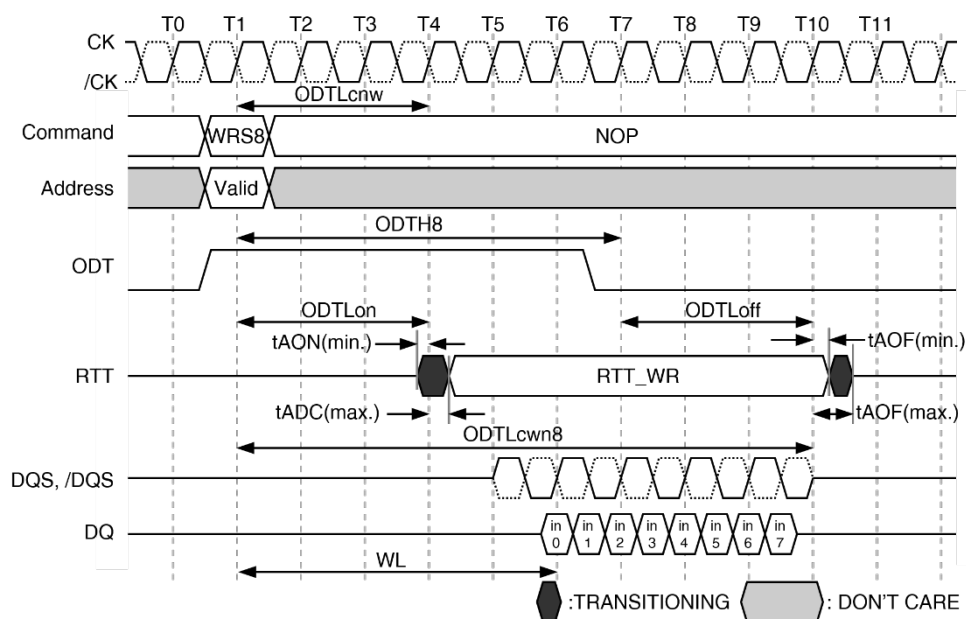 T0 T1 T2 T3 T4 T5 T6 T7 T8 T9 T10 T11
CK
/CK
ODTLcnw
Command WRS8 NOP
Address Valid
ODTH8
ODT
ODTLon ODTLoff
tAON(min.) tAOF(min.)
RTT RTT_WR
tADC(max.) tAOF(max.)
ODTLcwn8
DQS, /DQS
DQ in 0 in 1 in 2 in 3 in 4 in 5 in 6 in 7
WL
:TRANSITIONING : DON'T CARE